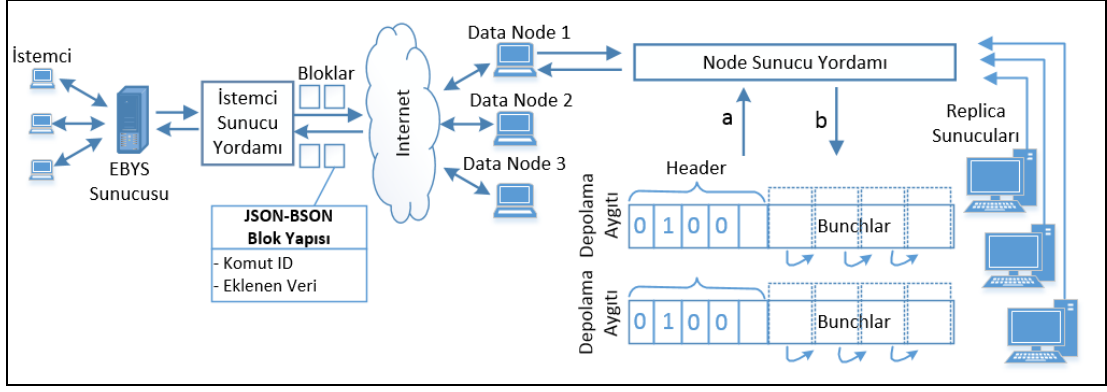 İstemci
EBYS
Sunucusu
İstemci
Sunucu
Yordamı
Bloklar
JSON-BSON
Blok Yapısı
- Komut ID
- Eklenen Veri
Internet
Data Node 1
Data Node 2
Data Node 3
Node Sunucu Yordamı
a
b
Replica
Sunucuları
Header
Depolama
Aygıtı
0 1 0 0
Bunchlar
Depolama
Aygıtı
0 1 0 0
Bunchlar